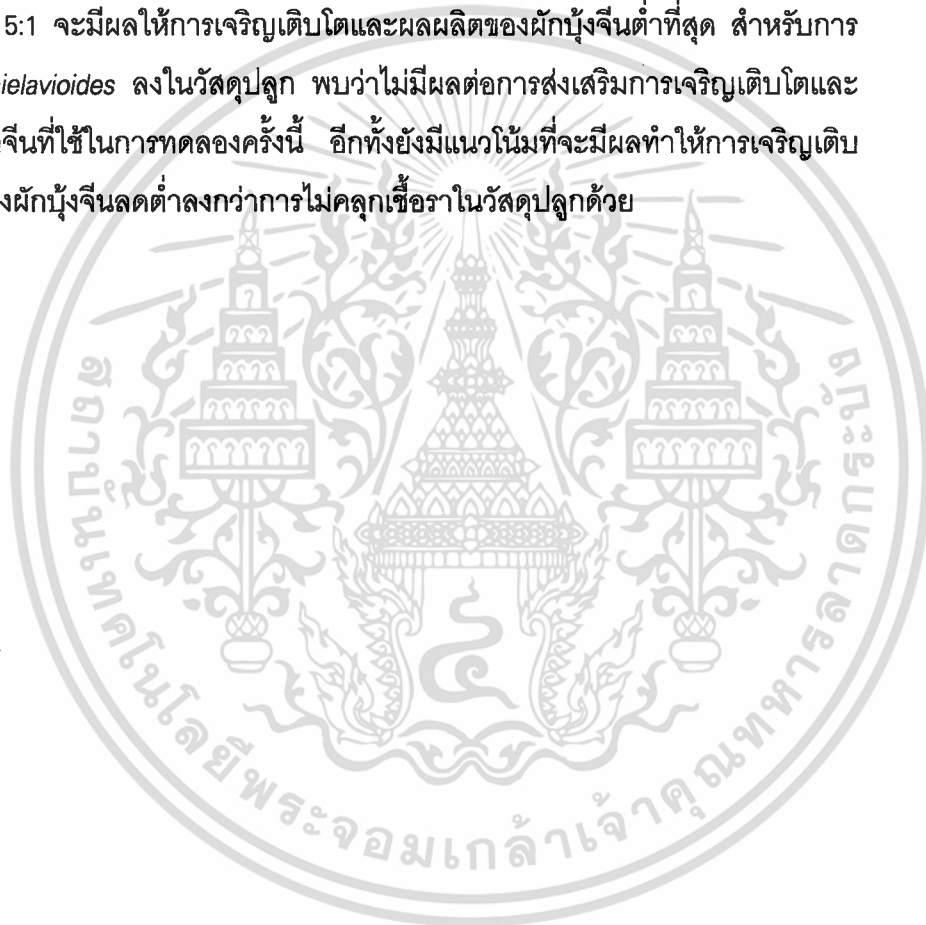 5:1 จะมีผลให้การเจริญเติบโตและผลผลิตของผักบุ้งจีนต่ำที่สุด สำหรับการ
ielavioides ลงในวัสดุปลูก พบว่าไม่มีผลต่อการส่งเสริมการเจริญเติบโตและ
จีนที่ใช้ในการทดลองครั้งนี้ อีกทั้งยังมีแนวโน้มที่จะมีผลทำให้การเจริญเติบ
งผักบุ้งจีนลดต่ำลงกว่าการไม่คลุกเชื้อราในวัสดุปลูกด้วย
สถาบันเทคโนโลยีพระจอมเกล้าเจ้าคุณทหารลาดกระบัง